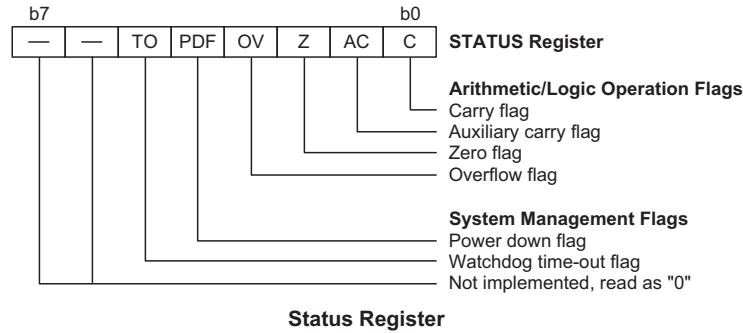 b7 b0
— — TO PDF OV Z AC C STATUS Register
Arithmetic/Logic Operation Flags
Carry flag
Auxiliary carry flag
Zero flag
Overflow flag
System Management Flags
Power down flag
Watchdog time-out flag
Not implemented, read as "0"
Status Register